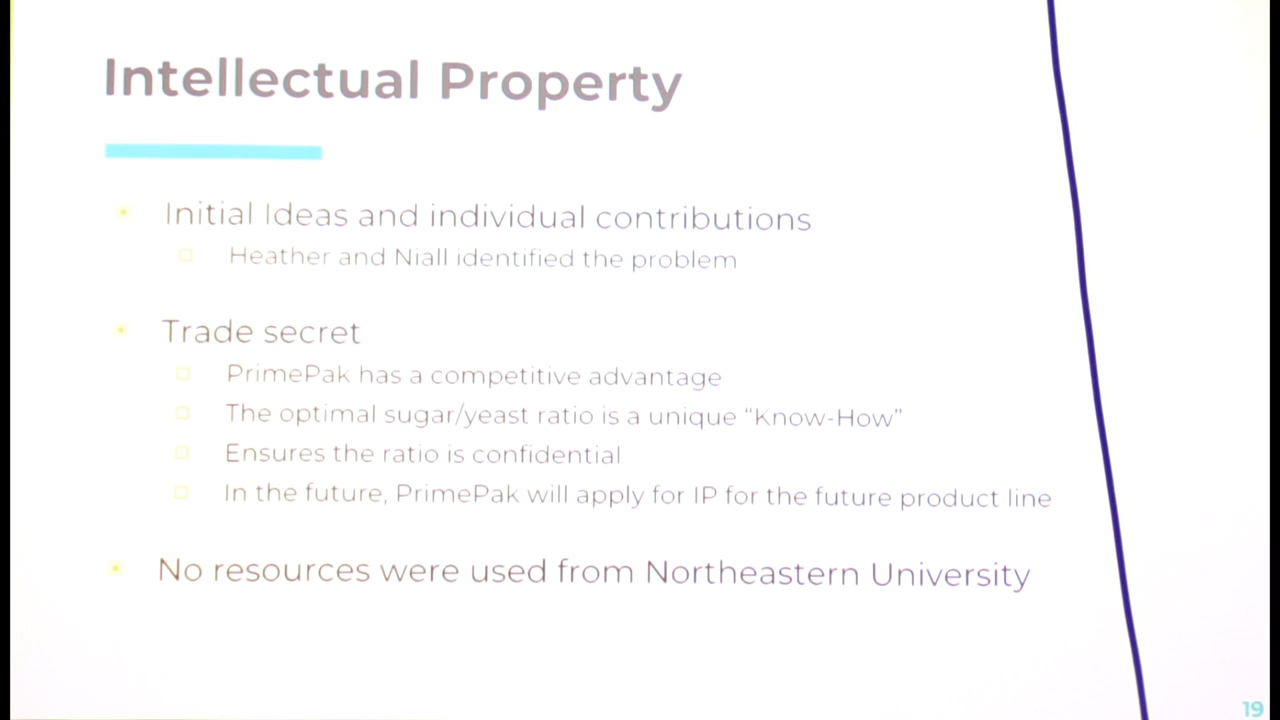 Intellectual Property
Initial Ideas and individual contributions
Heather and Niall identified the problem
Trade secret
PrimePak has a competitive advantage
The optimal sugar/yeast ratio is a unique “Know-How”
Ensures the ratio is confidential
In the future, PrimePak will apply for IP for the future product line
No resources were used from Northeastern University
19